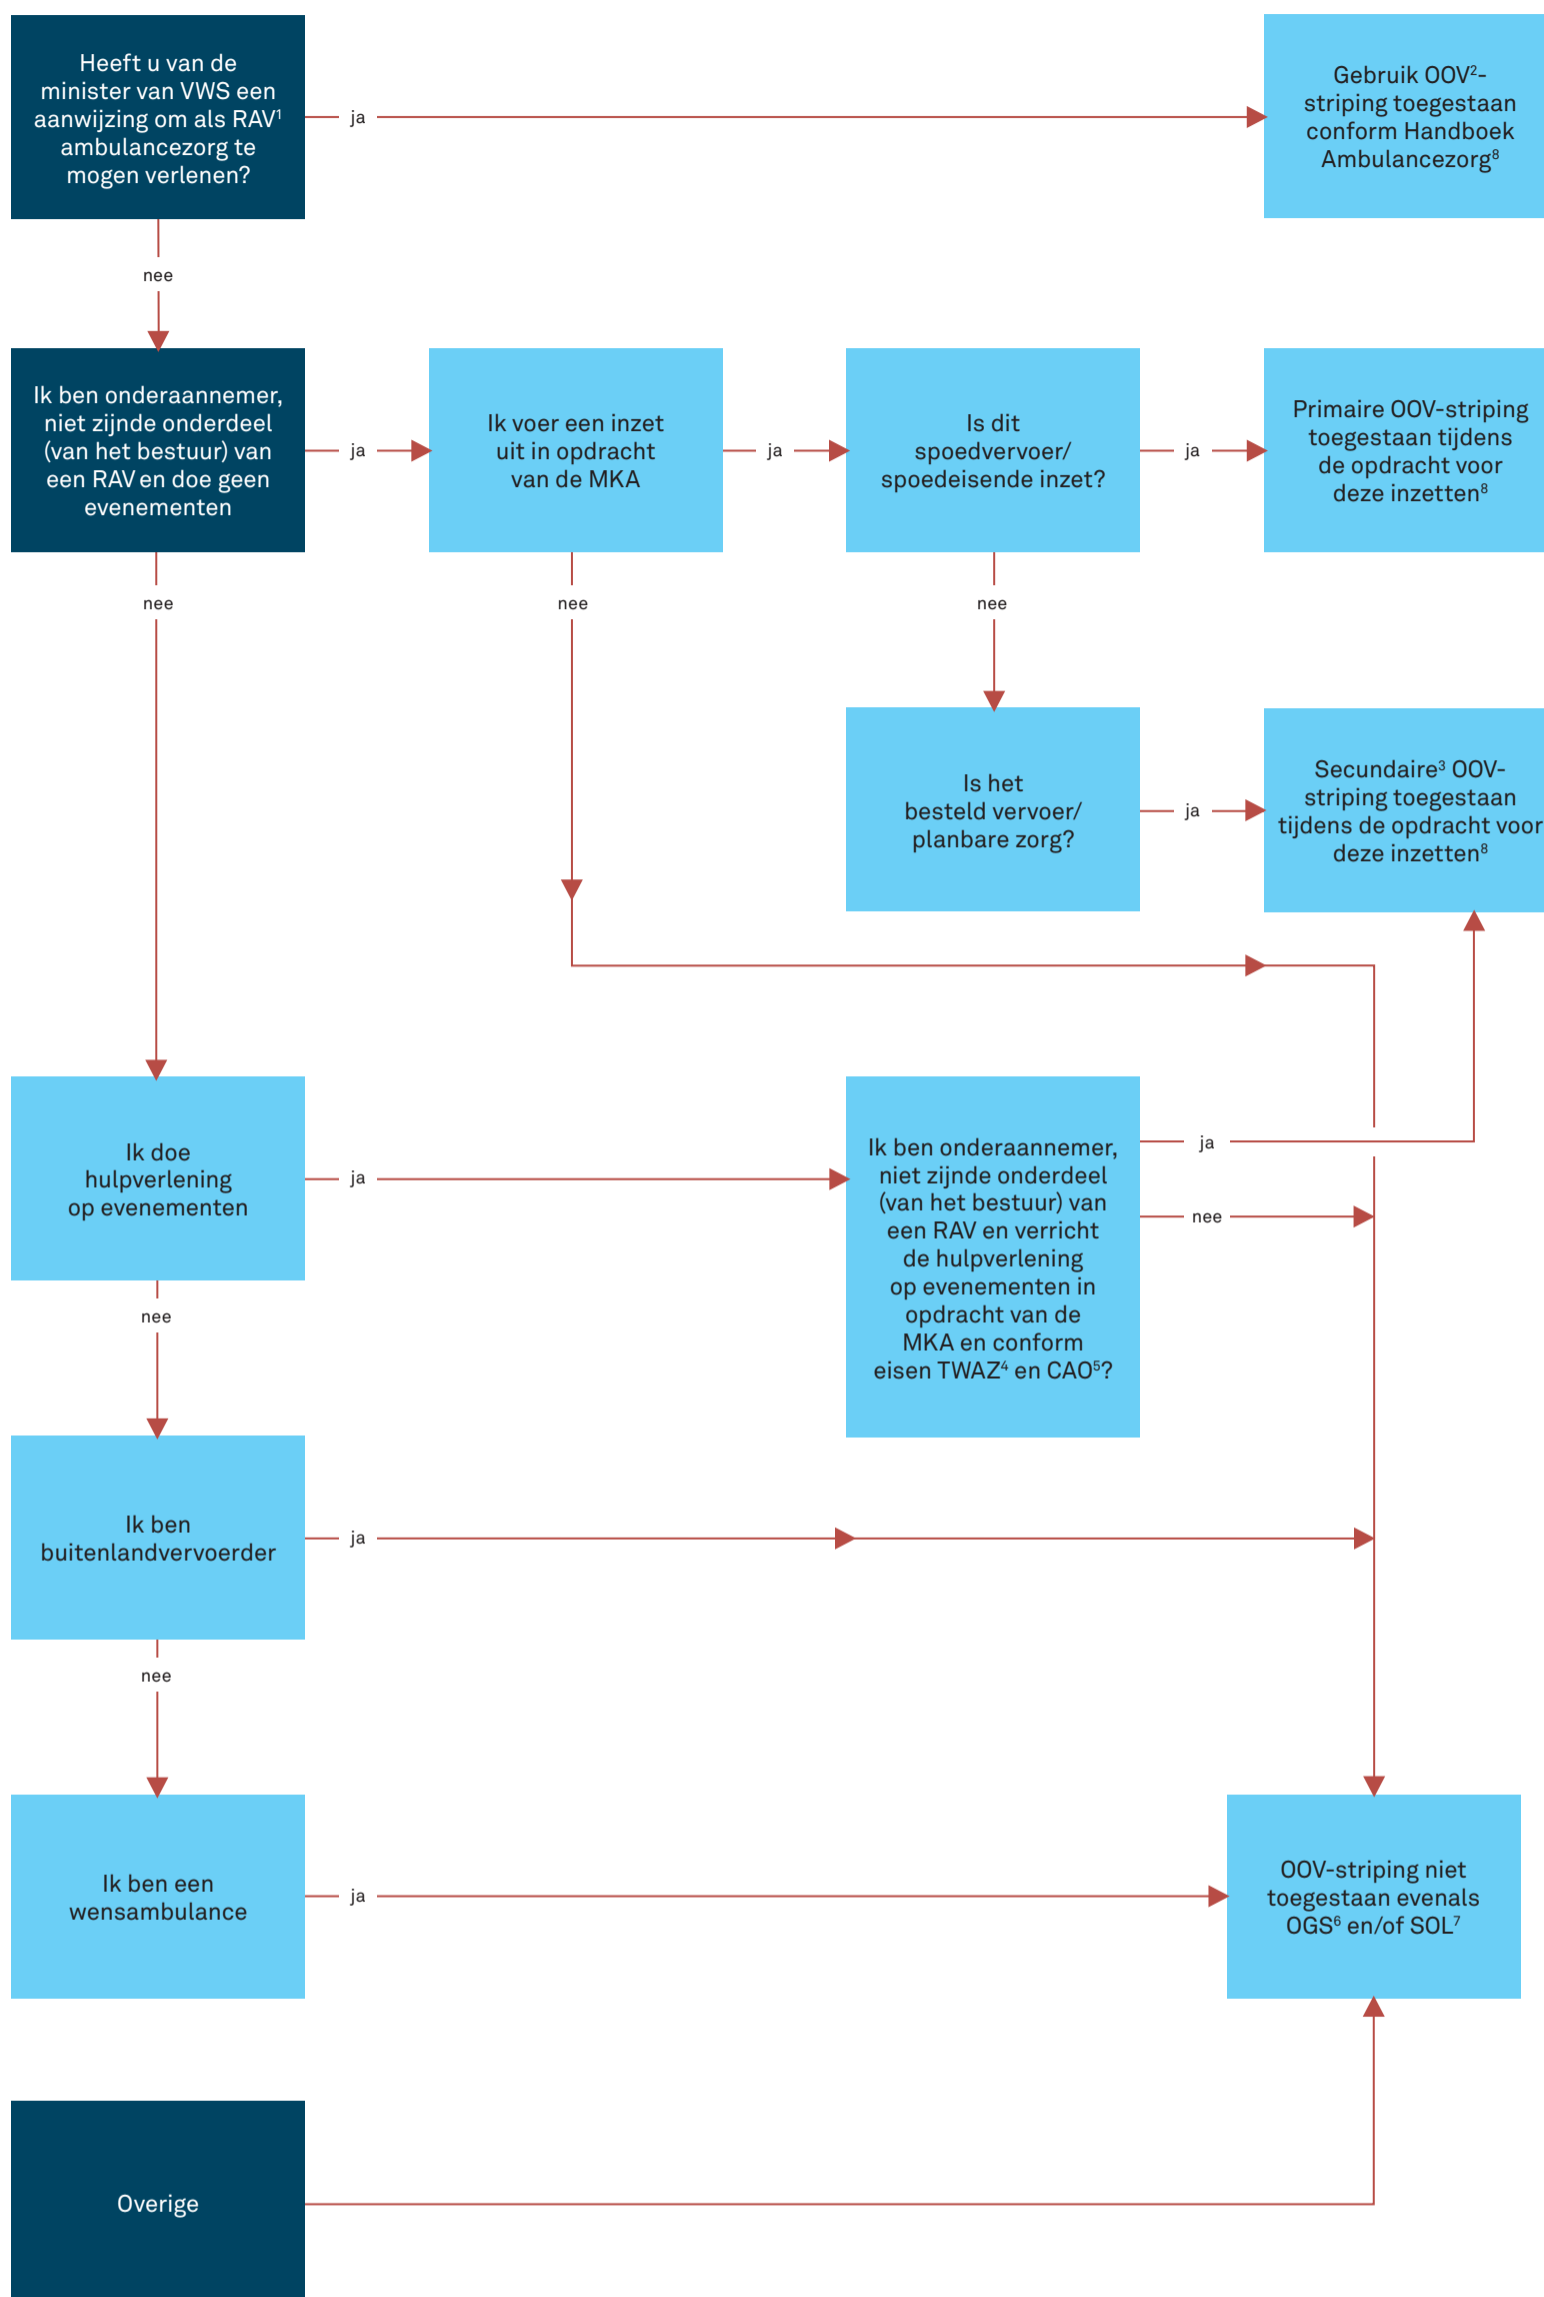 Heeft u van de
minister van VWS een
aanwijzing om als RAV¹
ambulancezorg te
mogen verlenen?
ja
Gebruik OOV²-
striping toegestaan
conform Handboek
Ambulancezorg⁸
nee
Ik ben onderaannemer,
niet zijnde onderdeel
(van het bestuur) van
een RAV en doe geen
evenementen
ja
Ik voer een inzet
uit in opdracht
van de MKA
ja
Is dit
spoedvervoer/
spoedeisende inzet?
ja
Primaire OOV-striping
toegestaan tijdens
de opdracht voor
deze inzetten⁸
nee
nee
nee
Is het
besteld vervoer/
planbare zorg?
ja
Secundaire³ OOV-
striping toegestaan
tijdens de opdracht voor
deze inzetten⁸
Ik doe
hulpverlening
op evenementen
ja
Ik ben onderaannemer,
niet zijnde onderdeel
(van het bestuur) van
een RAV en verricht
de hulpverlening
op evenementen in
opdracht van de
MKA en conform
eisen TWAZ⁴ en CAO⁵?
ja
nee
nee
Ik ben
buitenlandvervoerder
ja
nee
Ik ben een
wensambulance
ja
OOV-striping niet
toegestaan evenals
OGS⁶ en/of SOL⁷
Overige